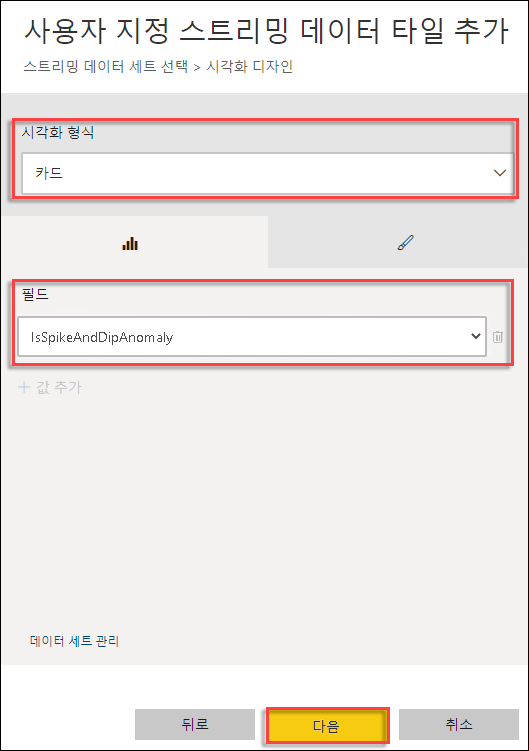 사용자 지정 스트리밍 데이터 타일 추가
스트리밍 데이터 세트 선택 > 시각화 디자인
시각화 형식
카드
필드
IsSpikeAndDipAnomaly
+ 값 추가
데이터 세트 관리
뒤로
다음
취소